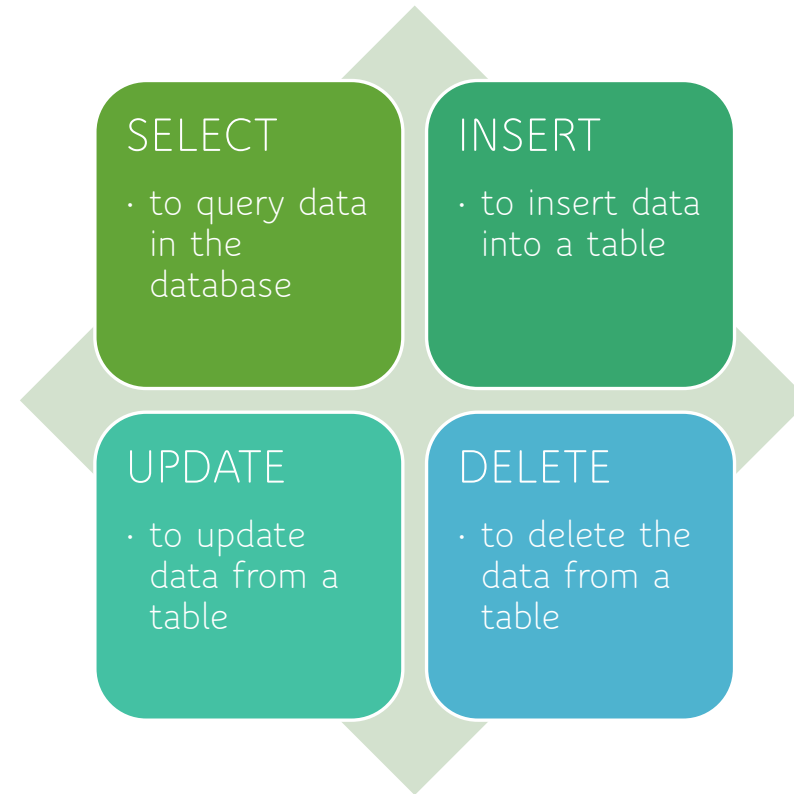 SELECT
· to query data
in the
database
INSERT
· to insert data
into a table
UPDATE
· to update
data from a
table
DELETE
· to delete the
data from a
table